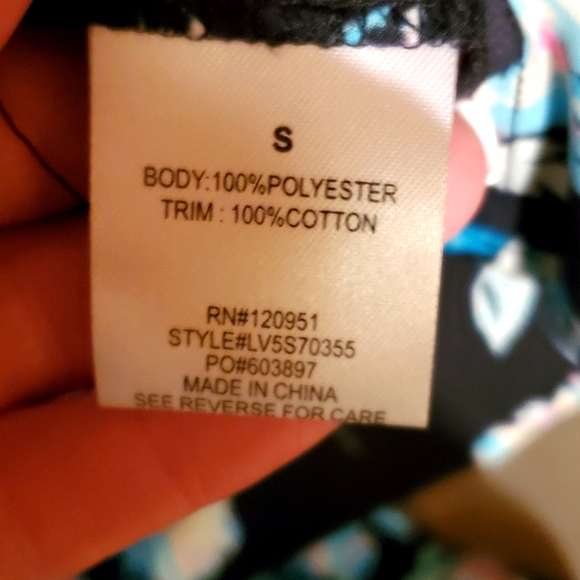 S
BODY:100%POLYESTER
TRIM : 100%COTTON
RN#120951
STYLE#LV5S70355
PO#603897
MADE IN CHINA
SEE REVERSE FOR CARE